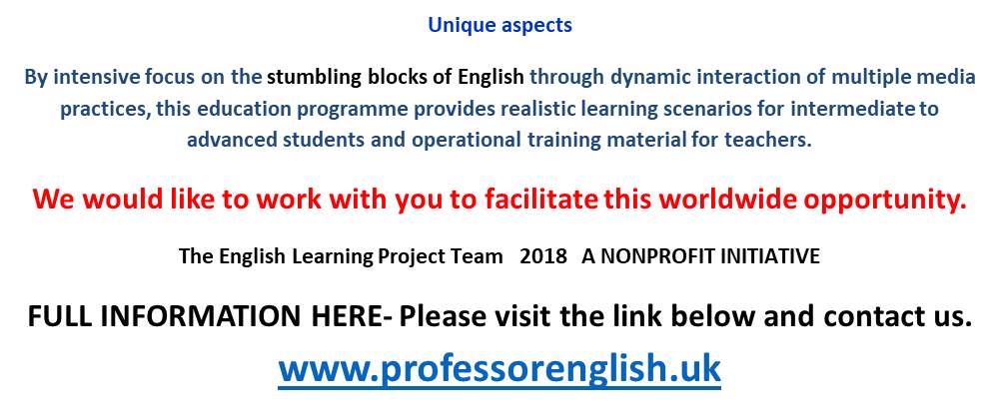 Unique aspects
By intensive focus on the stumbling blocks of English through dynamic interaction of multiple media
practices, this education programme provides realistic learning scenarios for intermediate to
advanced students and operational training material for teachers.
We would like to work with you to facilitate this worldwide opportunity.
The English Learning Project Team 2018 A NONPROFIT INITIATIVE
FULL INFORMATION HERE- Please visit the link below and contact us.
www.professorenglish.uk